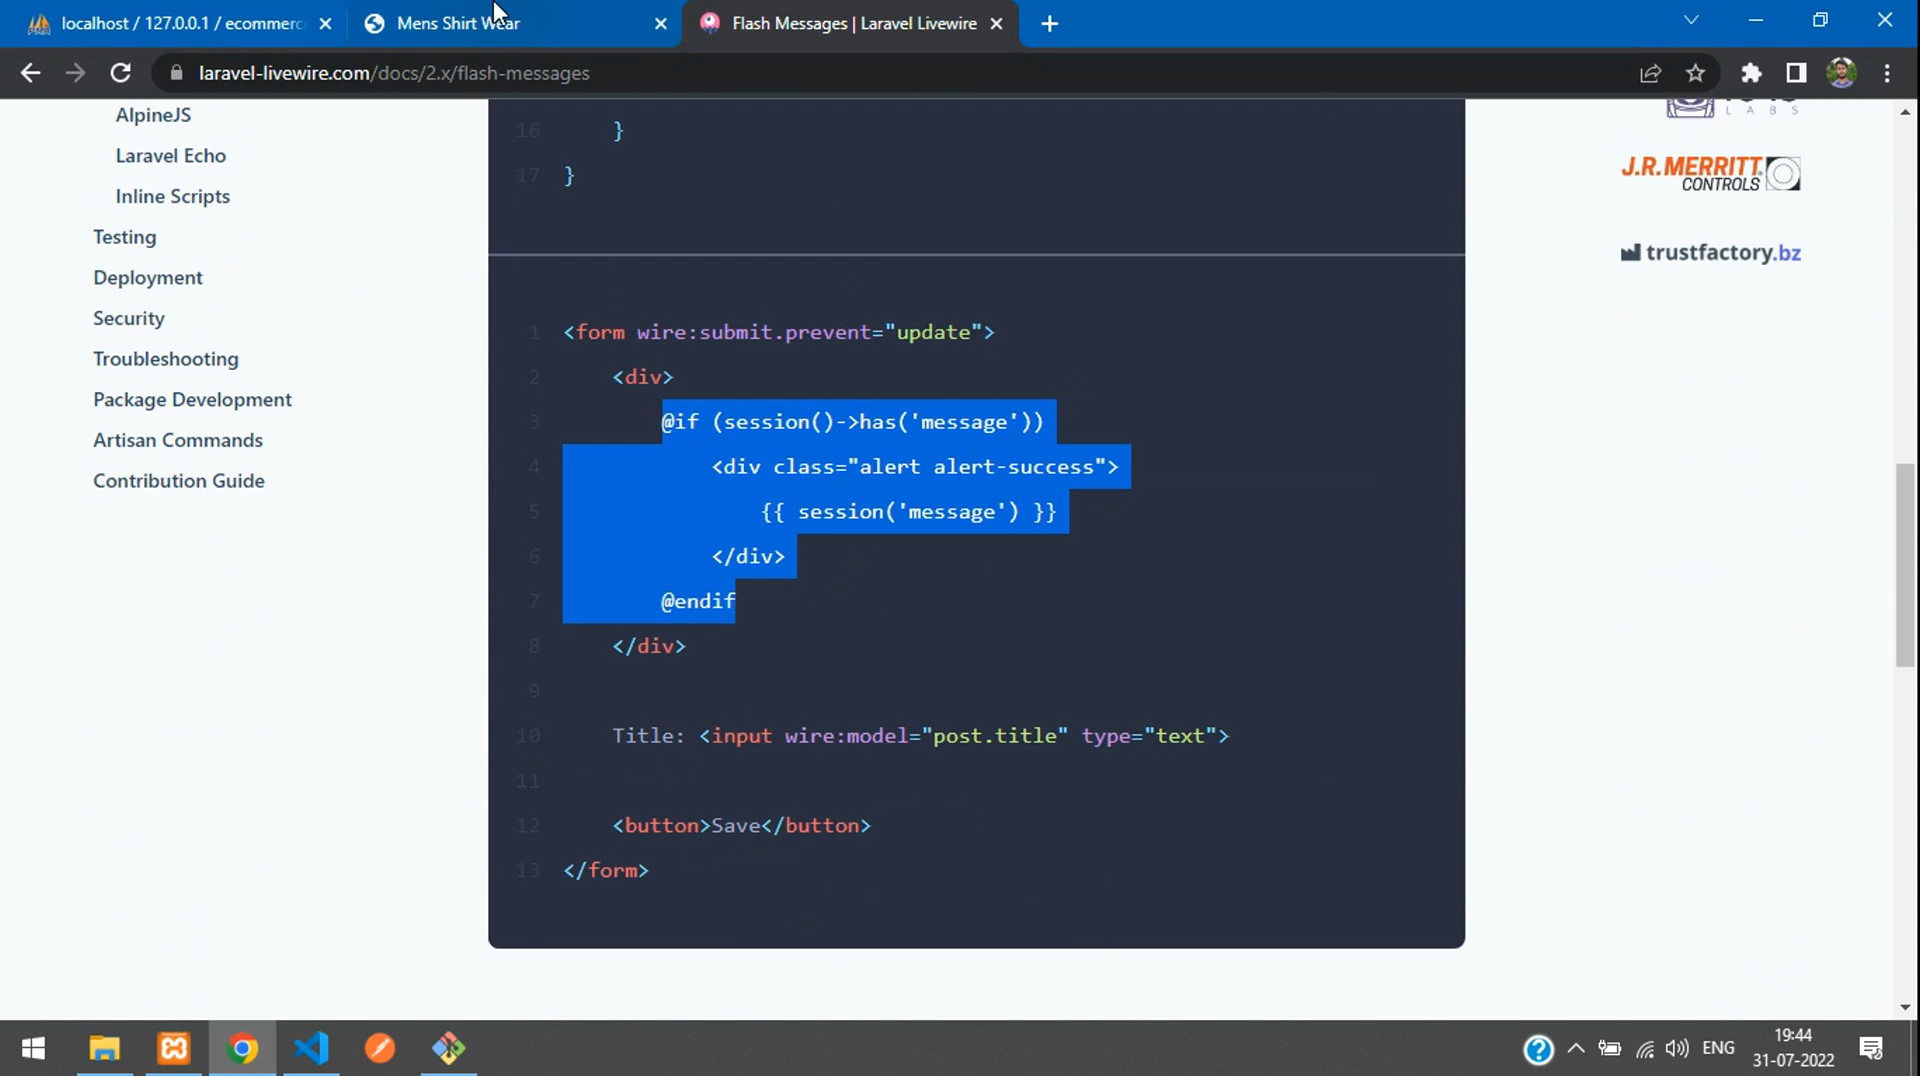 localhost / 127.0.0.1 / ecommerc
Mens Shirt Wear
Flash Messages | Laravel Livewire
laravel-livewire.com/docs/2.x/flash-messages
AlpineJS
Laravel Echo
Inline Scripts
Testing
Deployment
Security
Troubleshooting
Package Development
Artisan Commands
Contribution Guide
16 }
17 }
1 <form wire:submit.prevent="update">
2 <div>
3 @if (session()->has('message'))
4 <div class="alert alert-success">
5 {{ session('message') }}
6 </div>
7 @endif
8 </div>
9
10 Title: <input wire:model="post.title" type="text">
11
12 <button>Save</button>
13 </form>
LABS
J.R.MERRITT
CONTROLS
trustfactory.bz
ENG
19:44
31-07-2022